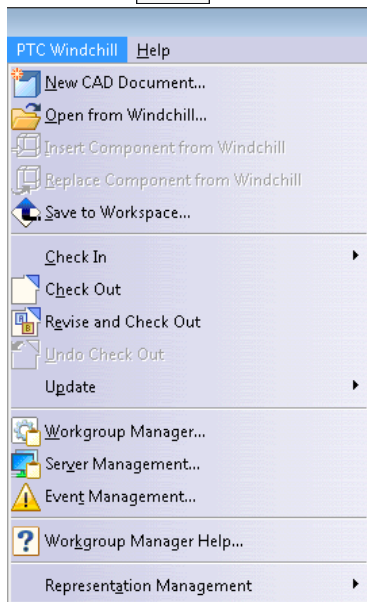 PTC Windchill Help
New CAD Document...
Open from Windchill...
Insert Component from Windchill
Replace Component from Windchill
Save to Workspace...
Check In
Check Out
Revise and Check Out
Undo Check Out
Update
Workgroup Manager...
Server Management...
Event Management...
Workgroup Manager Help...
Representation Management